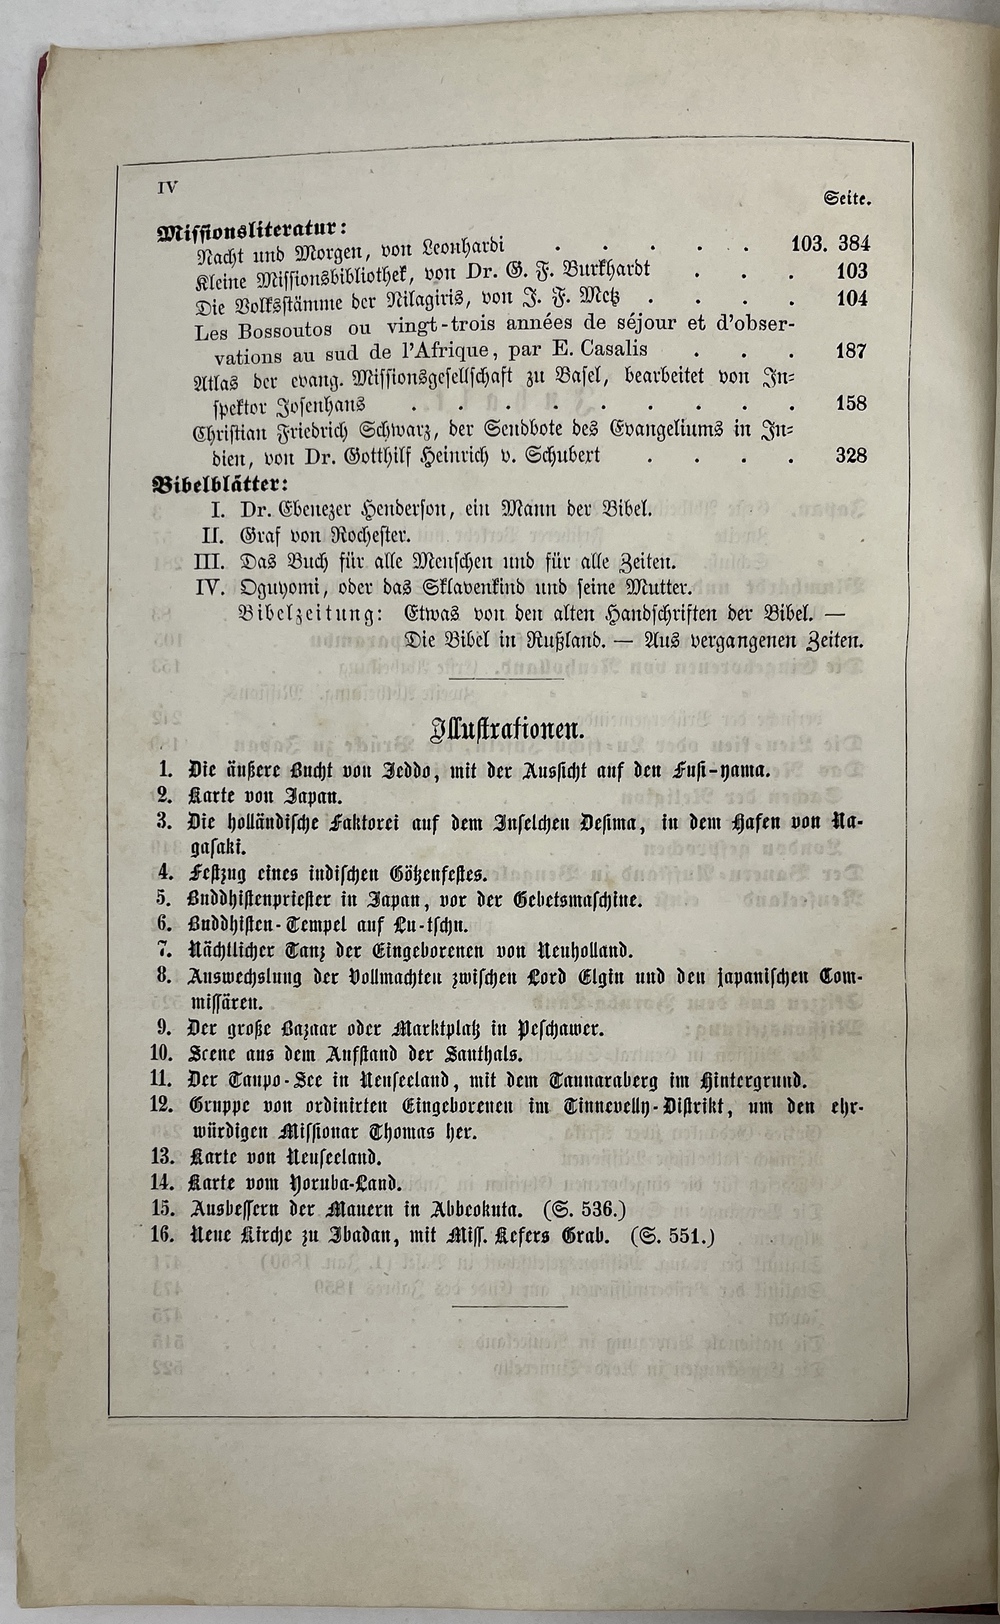 IV
Seite.
Missionsliteratur:
Nacht und Morgen, von Leonhardi . . . . . 103. 384
Kleine Missionsbibliothek, von Dr. G. F. Burkhardt . . . 103
Die Volksstämme der Nilagiris, von J. F. Metz . . . . 104
Les Bossoutos ou vingt-trois années de séjour et d'obser-
vations au sud de l'Afrique, par E. Casalis . . . 187
Atlas der evang. Missionsgesellschaft zu Basel, bearbeitet von In-
spektor Josenhans . . . . . . . . . 158
Christian Friedrich Schwarz, der Sendbote des Evangeliums in In-
dien, von Dr. Gotthilf Heinrich v. Schubert . . . . 328
Bibelblätter:
I. Dr. Ebenezer Henderson, ein Mann der Bibel.
II. Graf von Rochester.
III. Das Buch für alle Menschen und für alle Zeiten.
IV. Oguyomi, oder das Sklavenkind und seine Mutter.
Bibelzeitung: Etwas von den alten Handschriften der Bibel. —
Die Bibel in Rußland. — Aus vergangenen Zeiten.
Illustrationen.
1. Die äußere Bucht von Jeddo, mit der Aussicht auf den Fusi-yama.
2. Karte von Japan.
3. Die holländische Faktorei auf dem Inselchen Desima, in dem Hafen von Na-
gasaki.
4. Festzug eines indischen Götzenfestes.
5. Buddhistenpriester in Japan, vor der Gebetsmaschine.
6. Buddhisten-Tempel auf Lu-tschu.
7. Nächtlicher Tanz der Eingeborenen von Neuholland.
8. Auswechslung der Vollmachten zwischen Lord Elgin und den japanischen Com-
missären.
9. Der große Bazaar oder Marktplatz in Peschawer.
10. Scene aus dem Aufstand der Santhals.
11. Der Taupo-See in Neuseeland, mit dem Taunaraberg im Hintergrund.
12. Gruppe von ordinirten Eingeborenen im Tinnevelly-Distrikt, um den ehr-
würdigen Missionar Thomas her.
13. Karte von Neuseeland.
14. Karte vom Yoruba-Land.
15. Ausbessern der Mauern in Abbeokuta. (S. 536.)
16. Neue Kirche zu Ibadan, mit Miss. Kefers Grab. (S. 551.)